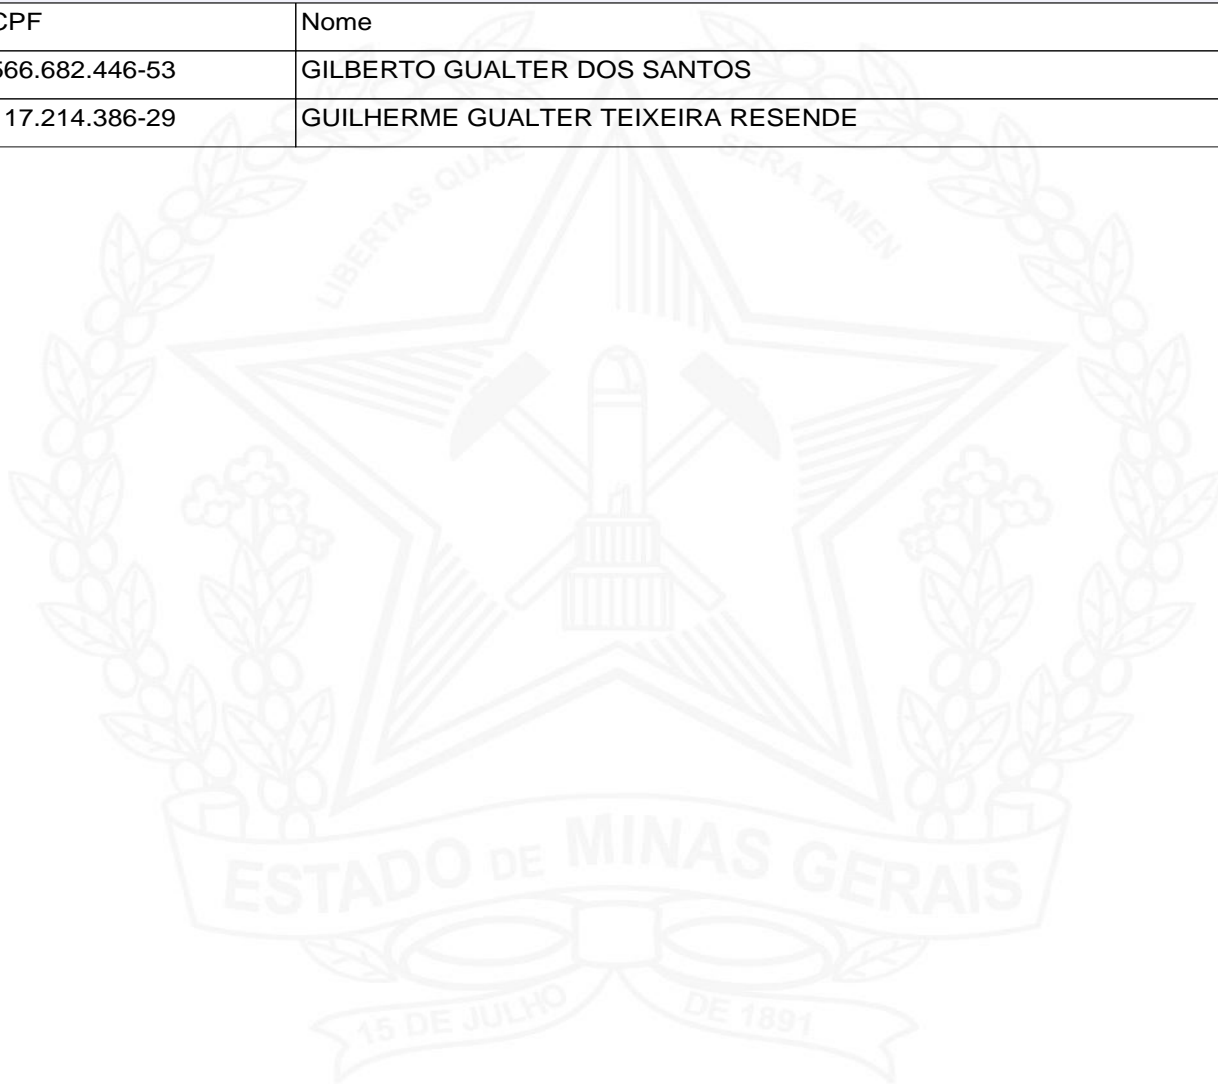 CPF Nome
566.682.446-53 GILBERTO GUALTER DOS SANTOS
17.214.386-29 GUILHERME GUALTER TEIXEIRA RESENDE
LIBERTAS QUAE SERA TAMEN
ESTADO DE MINAS GERAIS
15 DE JULHO DE 1891